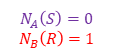 N_A(S) = 0
N_B(R) = 1